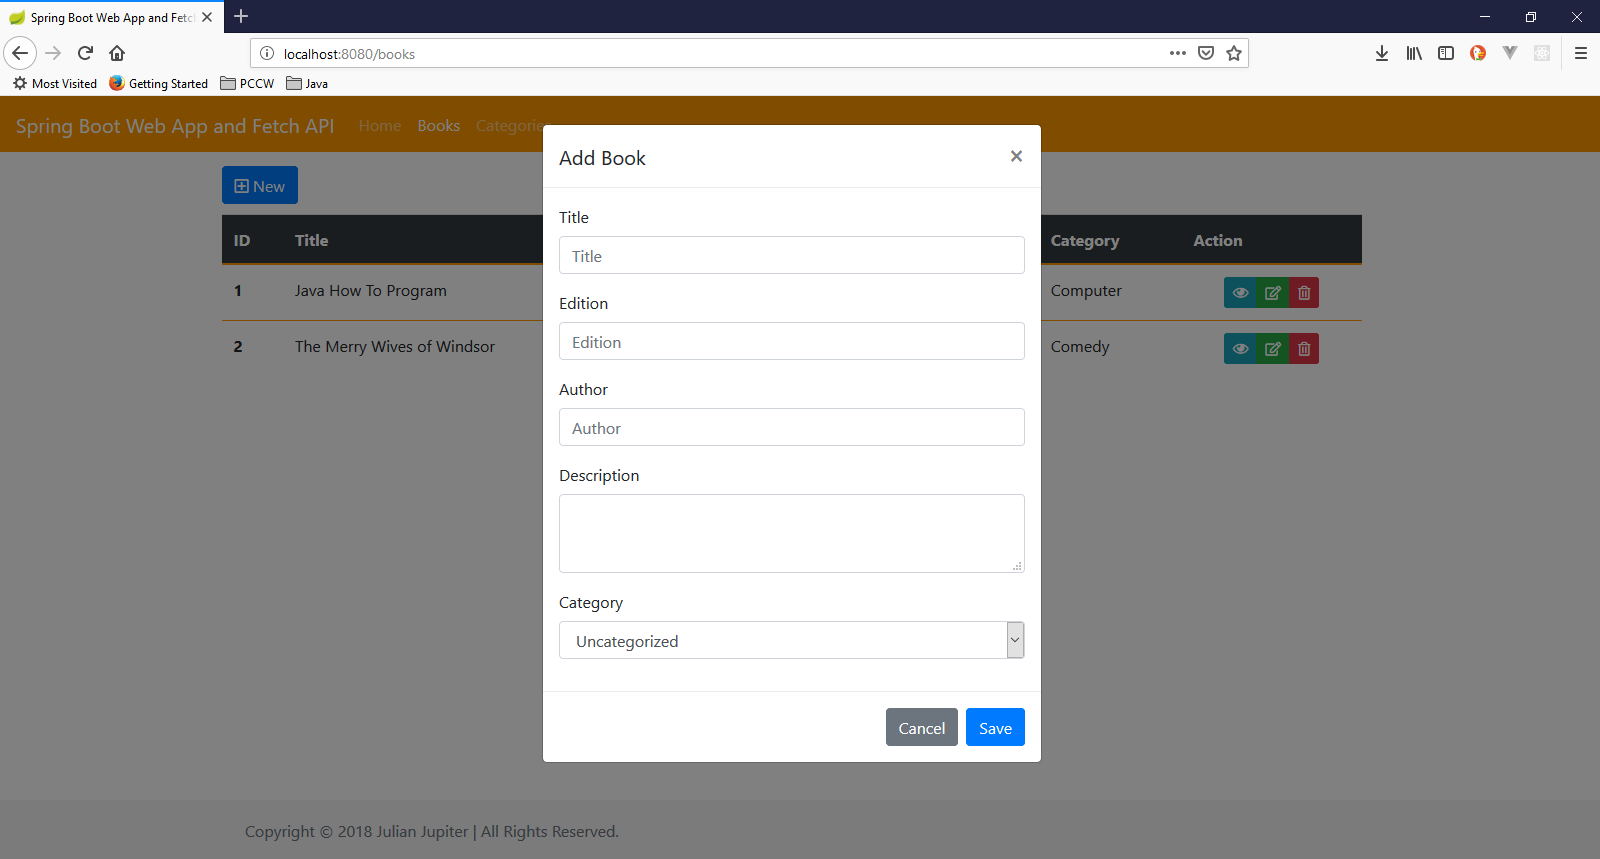 Spring Boot Web App and Fetch
localhost:8080/books
Most Visited Getting Started PCCW Java
Spring Boot Web App and Fetch API Home Books Categories
New
ID Title Category Action
1 Java How To Program Computer
2 The Merry Wives of Windsor Comedy
Add Book ×
Title
Title
Edition
Edition
Author
Author
Description
Category
Uncategorized
Cancel Save
Copyright © 2018 Julian Jupiter | All Rights Reserved.